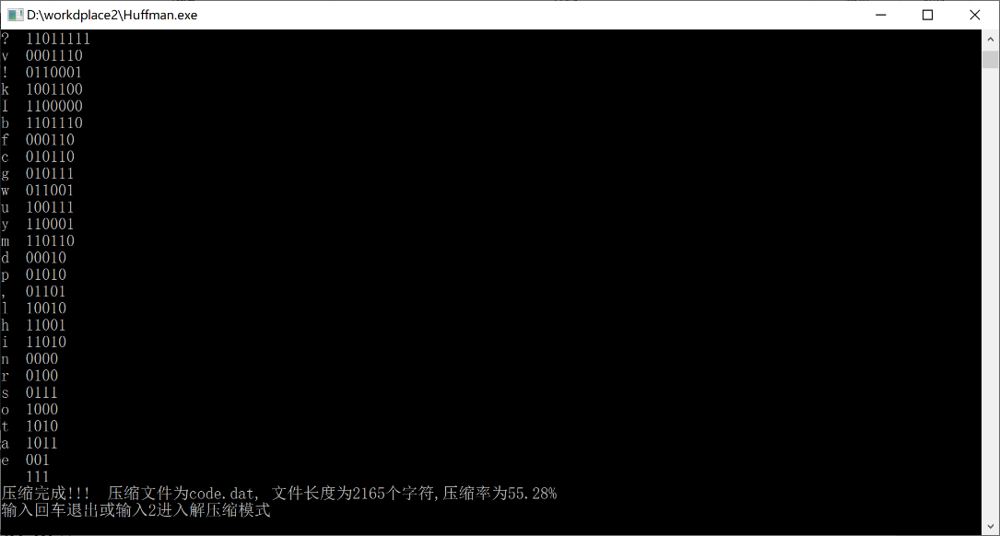 D:\workdplace2\Huffman.exe
?  11011111
v  0001110
!  0110001
k  1001100
I  1100000
b  1101110
f  000110
c  010110
g  010111
w  011001
u  100111
y  110001
m  110110
d  00010
p  01010
,  01101
l  10010
h  11001
i  11010
n  0000
r  0100
s  0111
o  1000
t  1010
a  1011
e  001
   111
压缩完成!!!  压缩文件为code.dat, 文件长度为2165个字符,压缩率为55.28%
输入回车退出或输入2进入解压缩模式